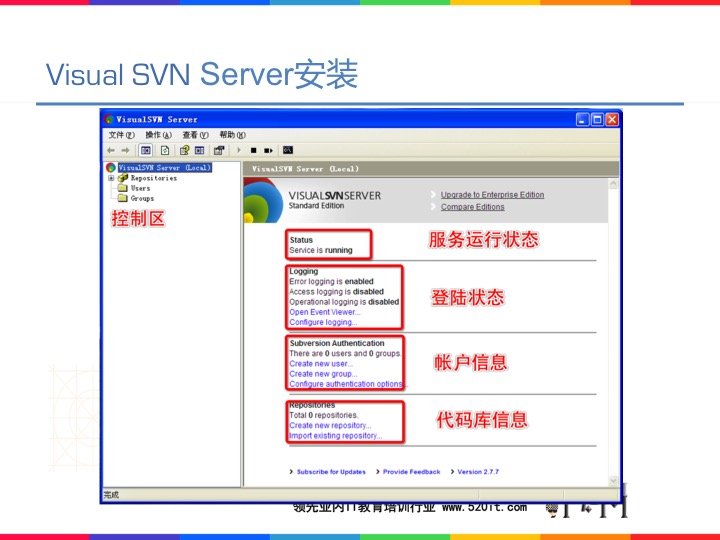 Visual SVN Server安装
VisualSVN Server
文件(F) 操作(A) 查看(V) 帮助(H)
VisualSVN Server (Local)
Repositories
Users
Groups
控制区
VisualSVN Server (Local)
VISUALSVNSERVER
Standard Edition
Upgrade to Enterprise Edition
Compare Editions
Status
Service is running
服务运行状态
Logging
Error logging is enabled
Access logging is disabled
Operational logging is disabled
Open Event Viewer...
Configure logging...
登陆状态
Subversion Authentication
There are 0 users and 0 groups.
Create new user...
Create new group...
Configure authentication options...
帐户信息
Repositories
Total 0 repositories.
Create new repository...
Import existing repository...
代码库信息
Subscribe for Updates Provide Feedback Version 2.7.7
完成
领先业内IT教育培训行业 www.520it.com